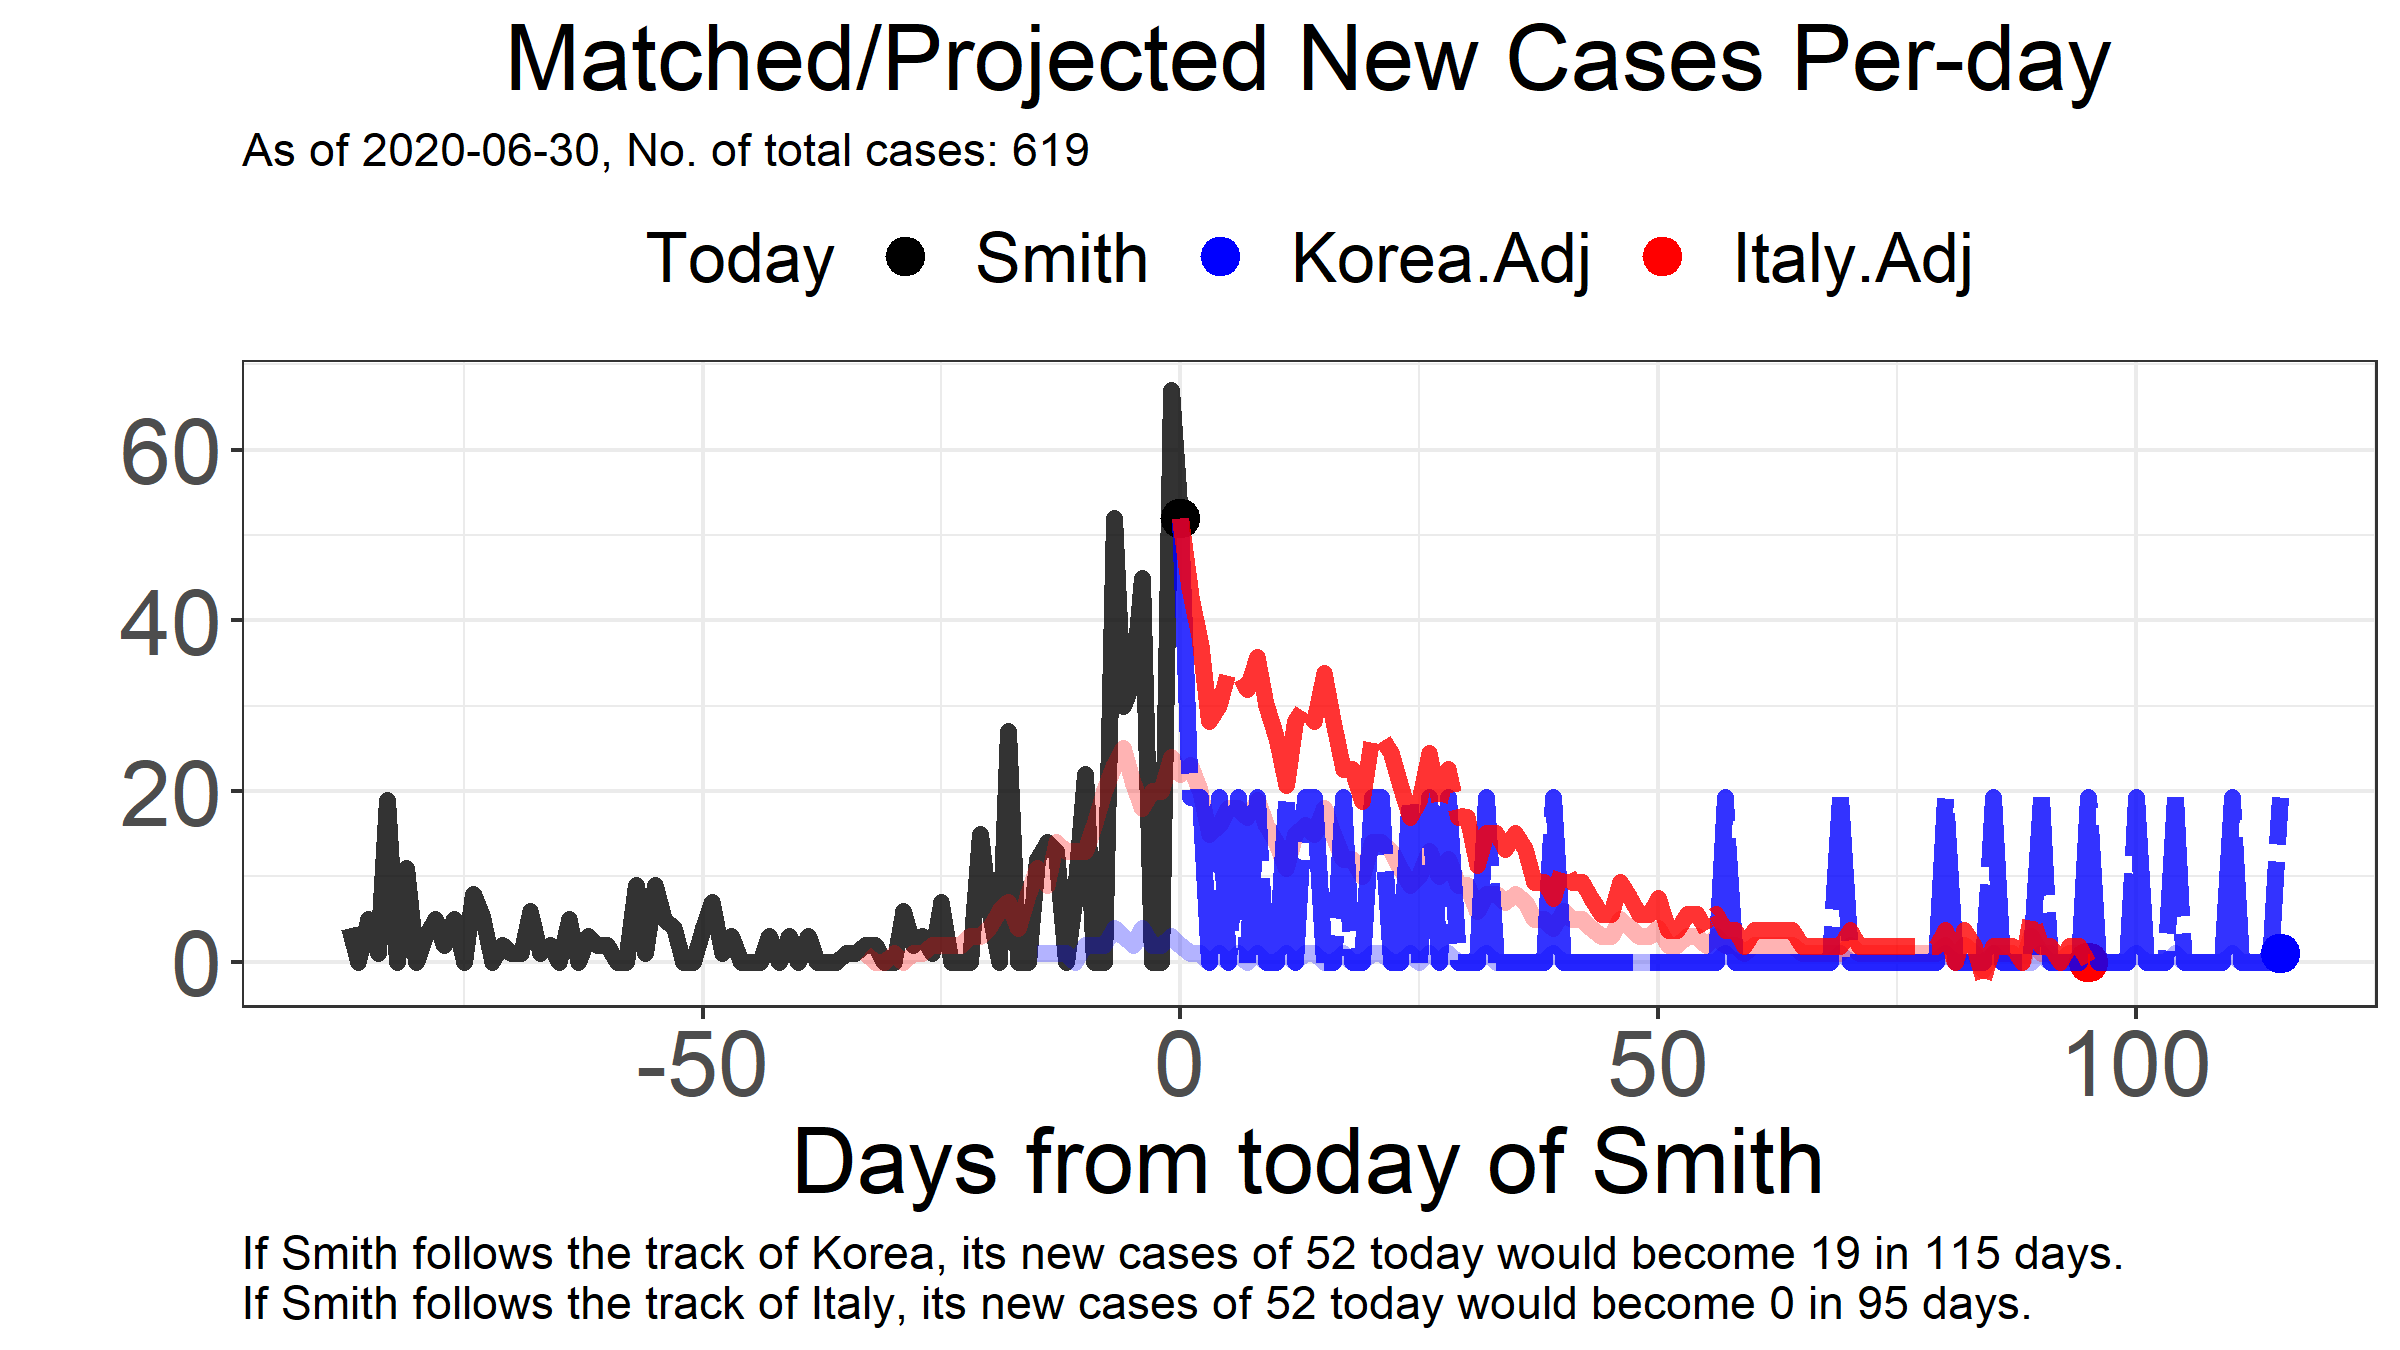 Matched/Projected New Cases Per-day
As of 2020-06-30, No. of total cases: 619
Today Smith Korea.Adj Italy.Adj
60
40
20
0
-50 0 50 100
Days from today of Smith
If Smith follows the track of Korea, its new cases of 52 today would become 19 in 115 days.
If Smith follows the track of Italy, its new cases of 52 today would become 0 in 95 days.